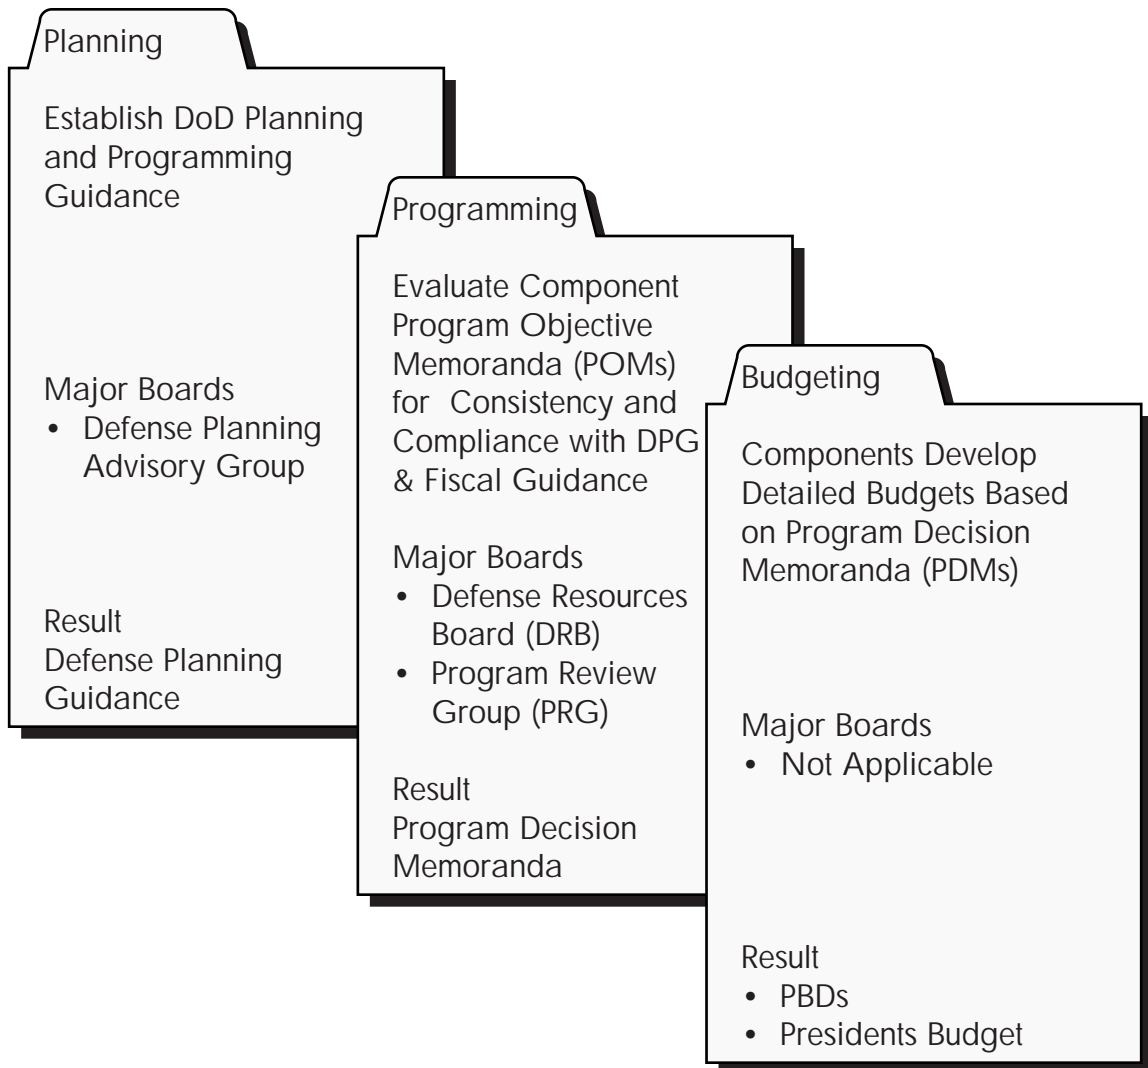 Planning
Establish DoD Planning
and Programming
Guidance
Major Boards
• Defense Planning
Advisory Group
Result
Defense Planning
Guidance
Programming
Evaluate Component
Program Objective
Memoranda (POMs)
for Consistency and
Compliance with DPG
& Fiscal Guidance
Major Boards
• Defense Resources
Board (DRB)
• Program Review
Group (PRG)
Result
Program Decision
Memoranda
Budgeting
Components Develop
Detailed Budgets Based
on Program Decision
Memoranda (PDMs)
Major Boards
• Not Applicable
Result
• PBDs
• Presidents Budget